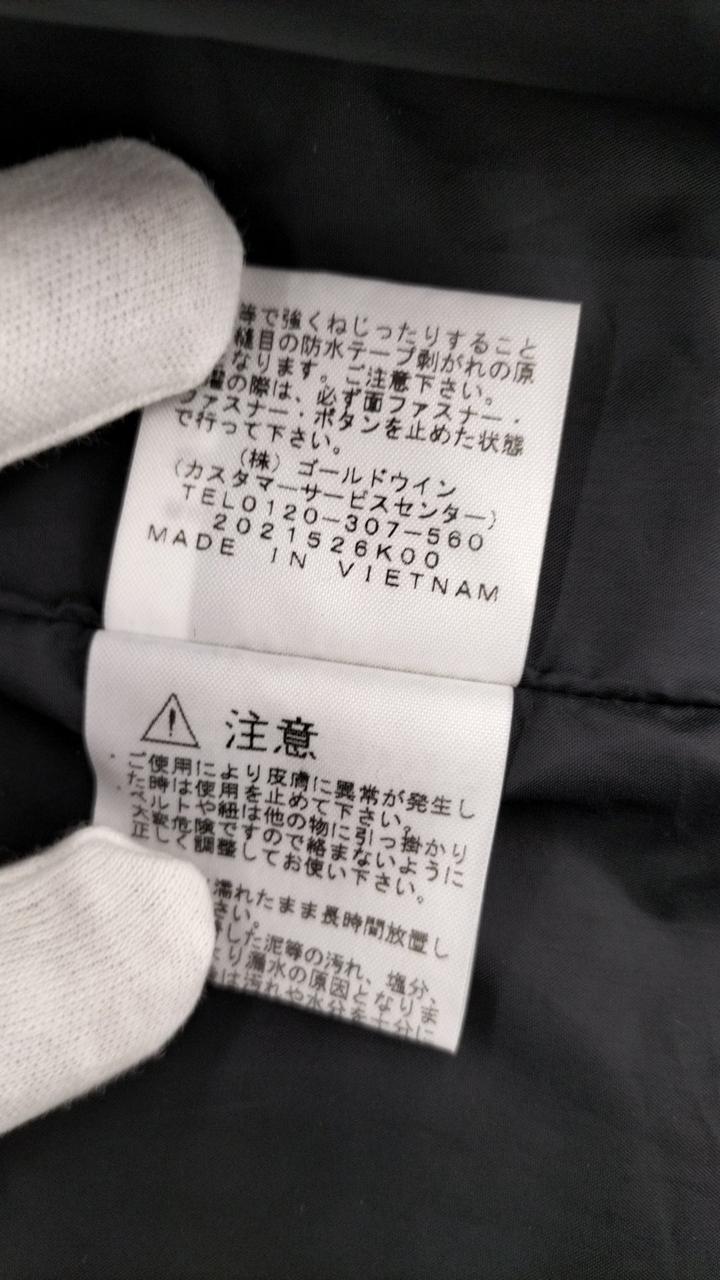 等で強くねじったりすること
縫目の防水テープ剥がれの原
なります。ご注意下さい。
濯の際は、必ず面ファスナー・
ファスナー・ボタンを止めた状態
で行って下さい。
(株) ゴールドウイン
(カスタマーサービスセンター)
TEL0120-307-560
2021526K00
MADE IN VIETNAM
注意
・ご使用により皮膚に異常が発生し
た時は使用を止めて下さい。
・ベルトや紐は他の物に引っ掛かり
大変危険ですので絡まないように
正しく調整してお使い下さい。
濡れたまま長時間放置し
さい。
した泥等の汚れ、塩分、
り漏水の原因となりま
は汚れや水分を十分に